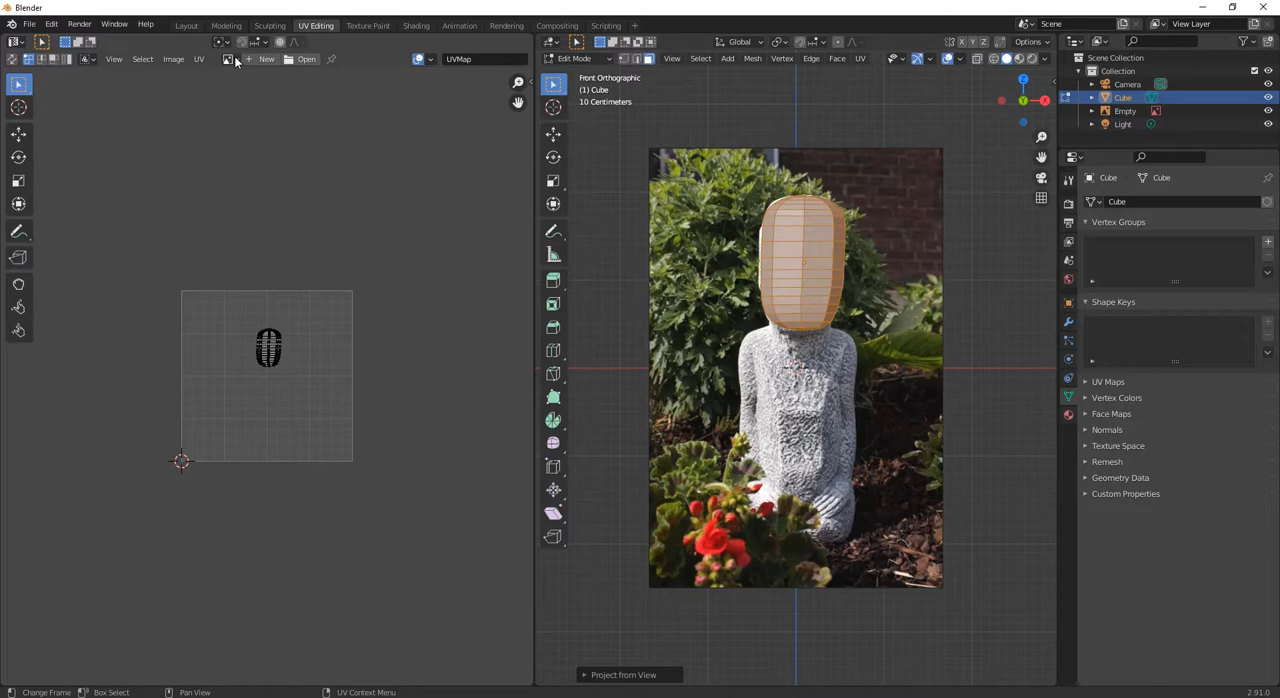 Blender
File Edit Render Window Help Layout Modeling Sculpting UV Editing Texture Paint Shading Animation Rendering Compositing Scripting + Scene View Layer
Global X Y Z Options
View Select Image UV + New Open UVMap Edit Mode View Select Add Mesh Vertex Edge Face UV
Front Orthographic
(1) Cube
10 Centimeters
Scene Collection
Collection
Camera
Cube
Empty
Light
Cube Cube
Cube
Vertex Groups
Shape Keys
UV Maps
Vertex Colors
Face Maps
Normals
Texture Space
Remesh
Geometry Data
Custom Properties
Project from View
Change Frame Box Select Pan View UV Context Menu 2.91.0